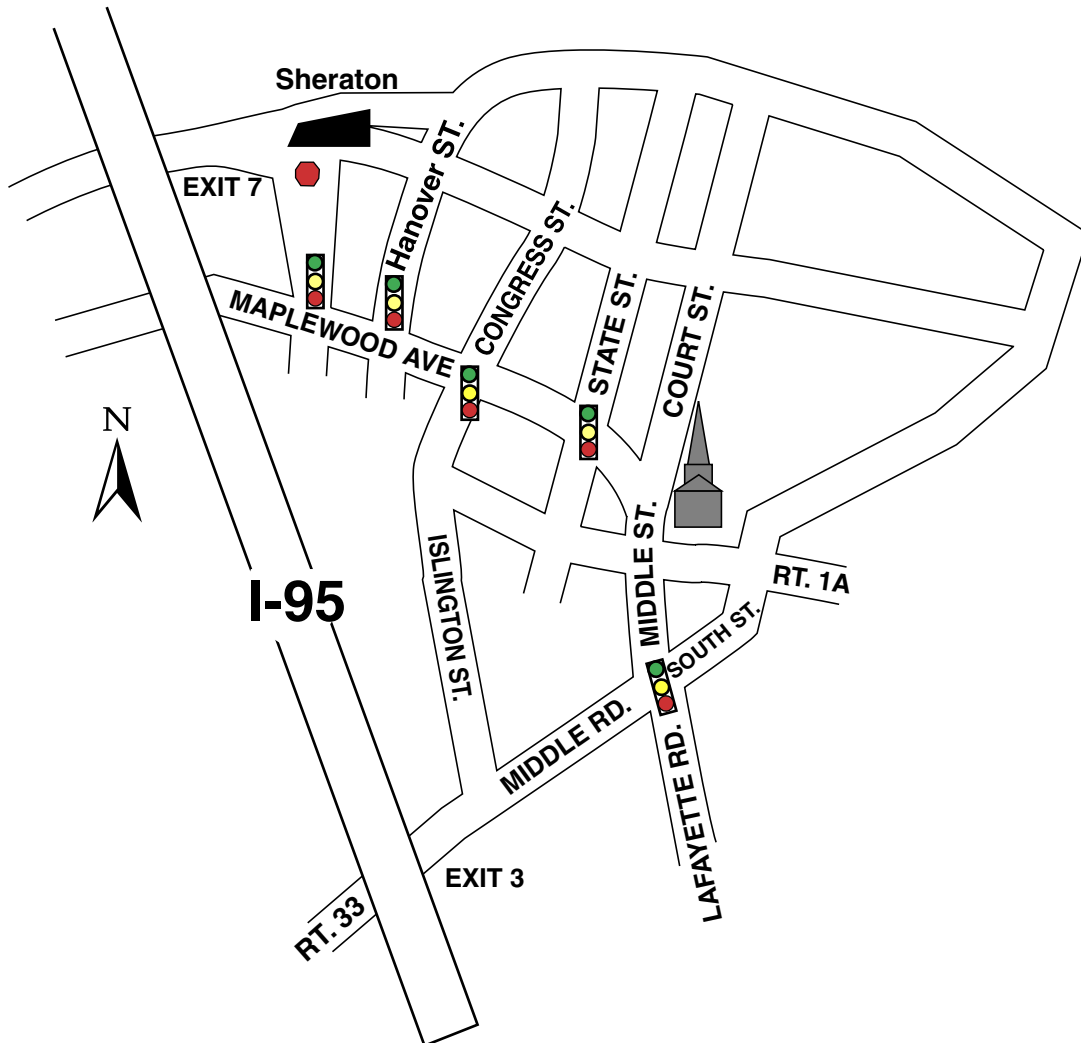 Sheraton
EXIT 7
Hanover ST.
CONGRESS ST.
MAPLEWOOD AVE
STATE ST.
COURT ST.
N
I-95
ISLINGTON ST.
MIDDLE ST.
RT. 1A
SOUTH ST.
MIDDLE RD.
LAFAYETTE RD.
EXIT 3
RT. 33